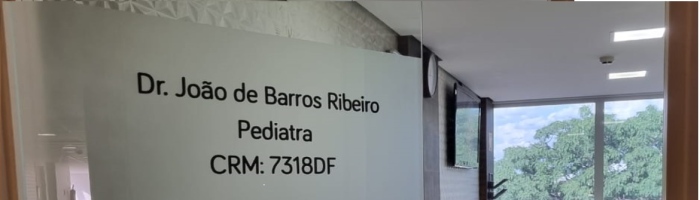 Dr. João de Barros Ribeiro
Pediatra
CRM: 7318DF